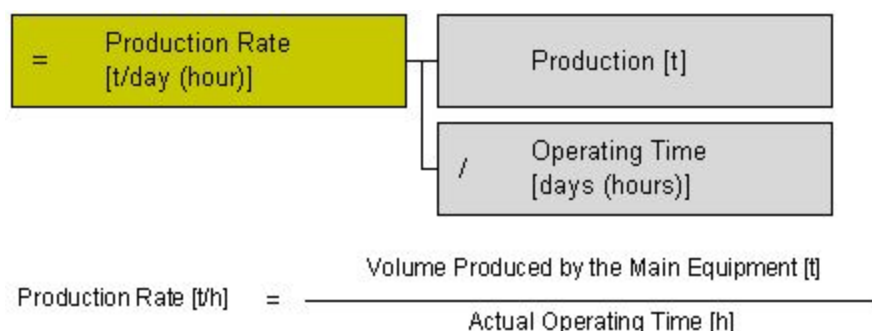 = Production Rate
[t/day (hour)]
Production [t]
/ Operating Time
[days (hours)]
Volume Produced by the Main Equipment [t]
Production Rate [t/h] =
Actual Operating Time [h]